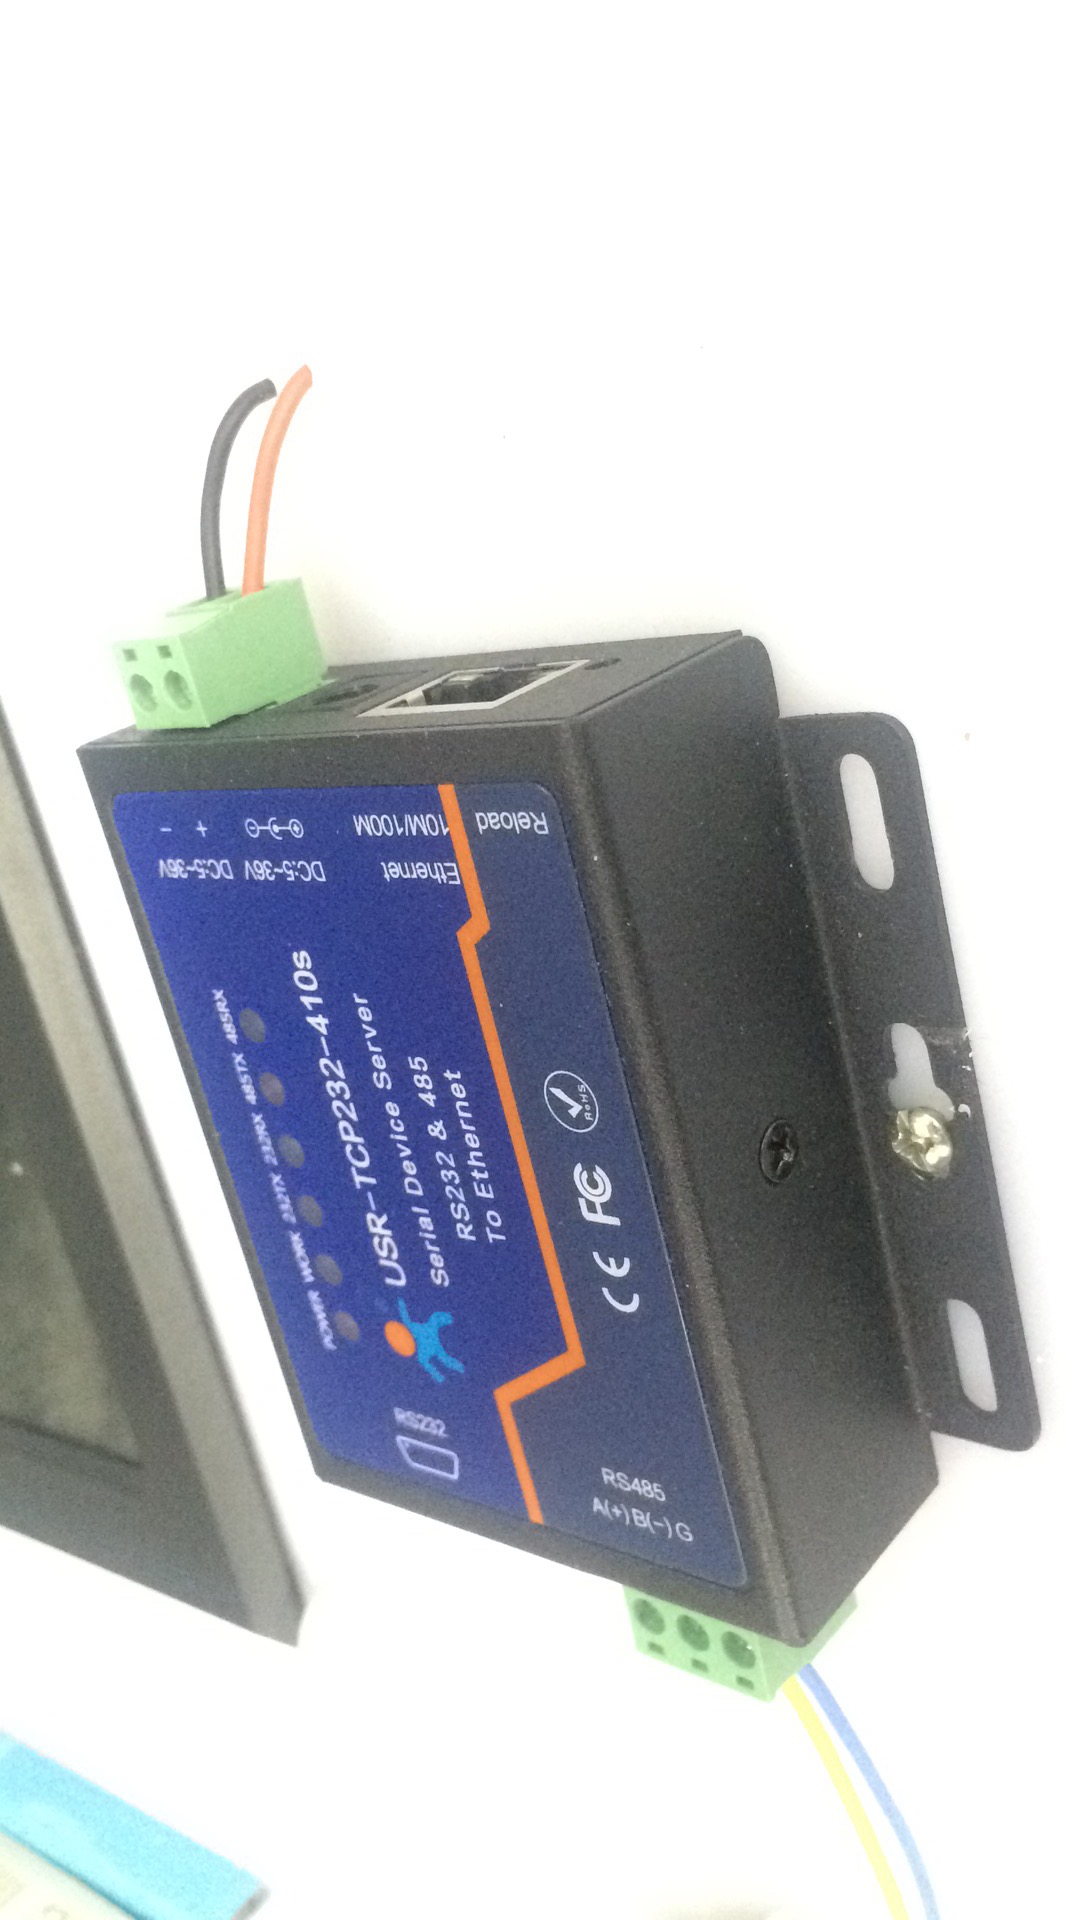 POWER WORK 232TX 232RX 485TX 485RX
USR-TCP232-410s
Serial Device Server
RS232 & 485
To Ethernet
RoHS
CE FC
RS232
RS485
A(+) B(-) G
Reload
Ethernet
10M/100M
DC:5~36V
DC:5~36V
+ −